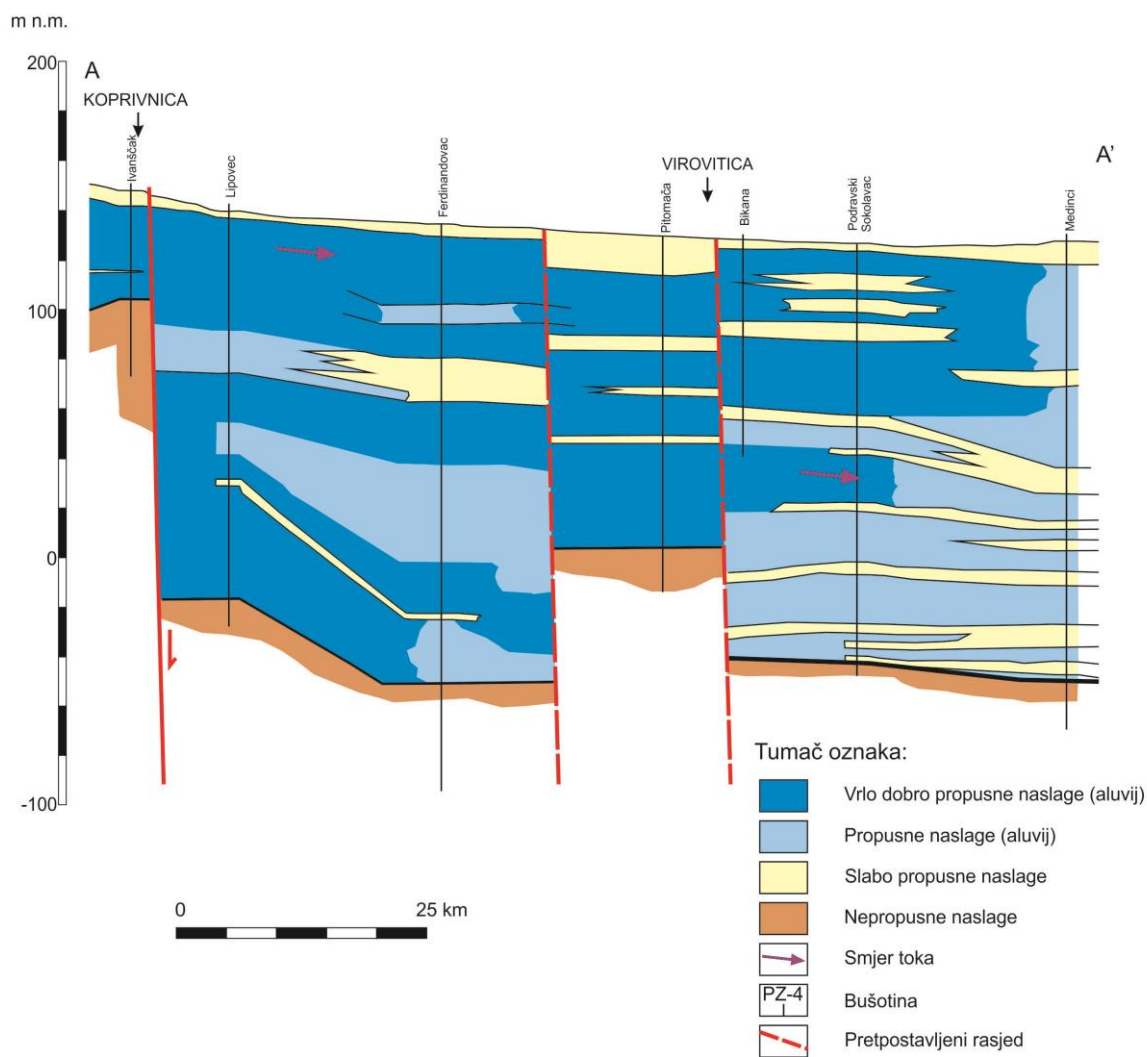 m n.m.
200
100
0
-100
A
KOPRIVNICA
Ivanščak
Lipovec
Ferdinandovac
Pitomača
VIROVITICA
Bikana
Podravski
Sokolavac
A'
Medinci
0
25 km
Tumač oznaka:
Vrlo dobro propusne naslage (aluvij)
Propusne naslage (aluvij)
Slabo propusne naslage
Nepropusne naslage
Smjer toka
PZ-4
Bušotina
Pretpostavljeni rasjed